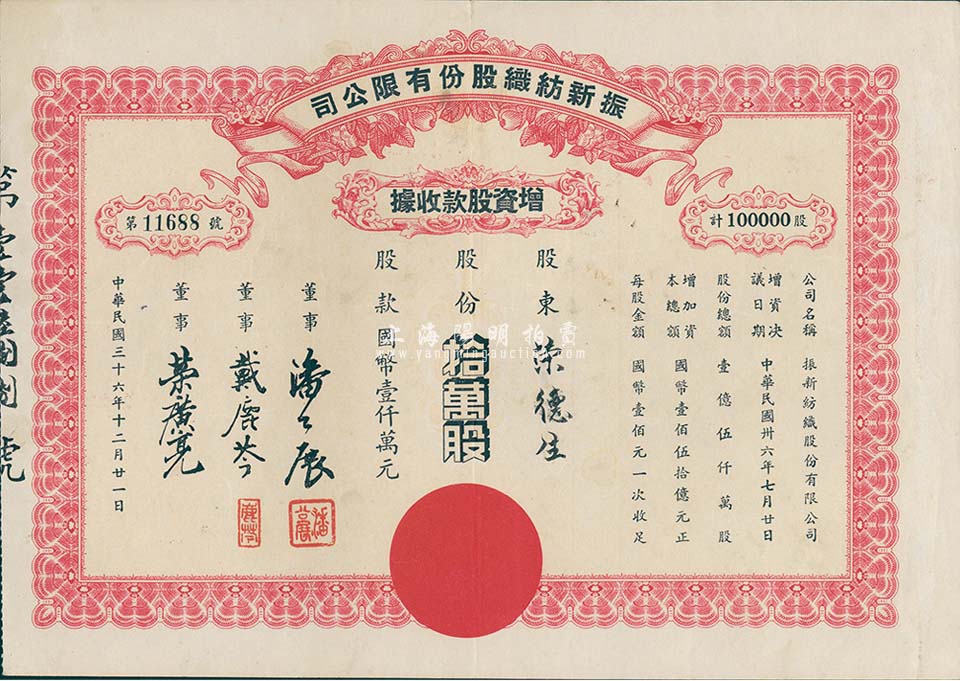 振新紡織股份有限公司
增資股款收據
計100000股
第11688號
公司名稱 振新紡織股份有限公司
增資決議日期 中華民國卅六年七月廿日
股份總額 壹億伍仟萬股
增加資本總額 國幣壹佰伍拾億元正
每股金額 國幣壹佰元一次收足
股東 榮德生
股份 拾萬股
股款 國幣壹仟萬元
董事 潘公展
董事 戴鹿芩
董事 榮廣亮
中華民國三十六年十二月廿一日
上海陽明拍賣
www.yangmingauction.com